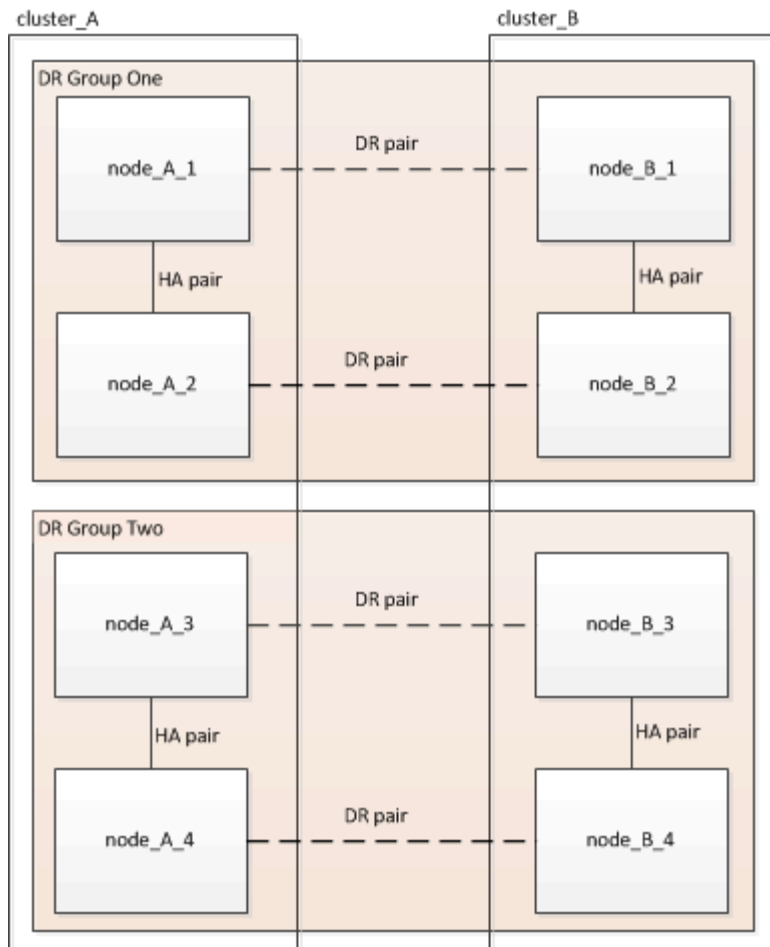 cluster_A
cluster_B
DR Group One
node_A_1
DR pair
node_B_1
HA pair
HA pair
node_A_2
DR pair
node_B_2
DR Group Two
node_A_3
DR pair
node_B_3
HA pair
HA pair
node_A_4
DR pair
node_B_4